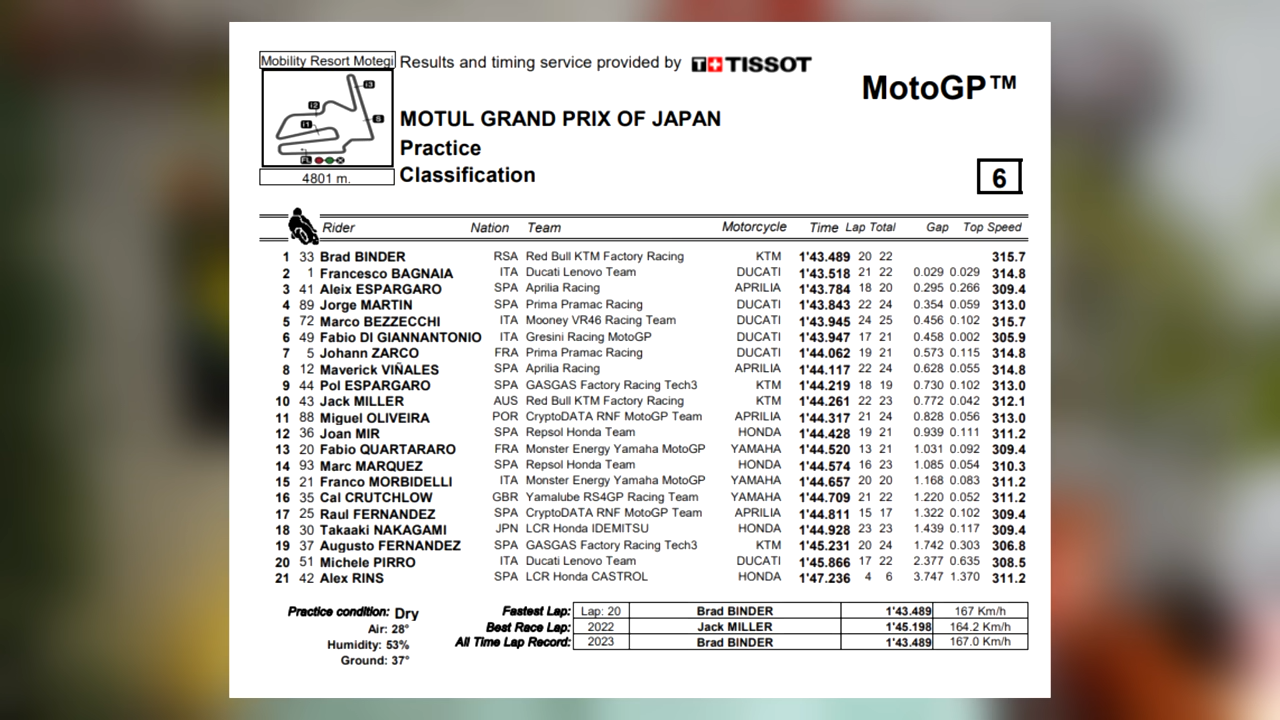 Mobility Resort Motegi Results and timing service provided by TISSOT
MotoGP™
MOTUL GRAND PRIX OF JAPAN
Practice
Classification
6
I3
I2
S
I1
FL
4801 m.
Rider Nation Team Motorcycle Time Lap Total Gap Top Speed
1 33 Brad BINDER RSA Red Bull KTM Factory Racing KTM 1'43.489 20 22 315.7
2 1 Francesco BAGNAIA ITA Ducati Lenovo Team DUCATI 1'43.518 21 22 0.029 0.029 314.8
3 41 Aleix ESPARGARO SPA Aprilia Racing APRILIA 1'43.784 18 20 0.295 0.266 309.4
4 89 Jorge MARTIN SPA Prima Pramac Racing DUCATI 1'43.843 22 24 0.354 0.059 313.0
5 72 Marco BEZZECCHI ITA Mooney VR46 Racing Team DUCATI 1'43.945 24 25 0.456 0.102 315.7
6 49 Fabio DI GIANNANTONIO ITA Gresini Racing MotoGP DUCATI 1'43.947 17 21 0.458 0.002 305.9
7 5 Johann ZARCO FRA Prima Pramac Racing DUCATI 1'44.062 19 21 0.573 0.115 314.8
8 12 Maverick VIÑALES SPA Aprilia Racing APRILIA 1'44.117 22 24 0.628 0.055 314.8
9 44 Pol ESPARGARO SPA GASGAS Factory Racing Tech3 KTM 1'44.219 18 19 0.730 0.102 313.0
10 43 Jack MILLER AUS Red Bull KTM Factory Racing KTM 1'44.261 22 23 0.772 0.042 312.1
11 88 Miguel OLIVEIRA POR CryptoDATA RNF MotoGP Team APRILIA 1'44.317 21 24 0.828 0.056 313.0
12 36 Joan MIR SPA Repsol Honda Team HONDA 1'44.428 19 21 0.939 0.111 311.2
13 20 Fabio QUARTARARO FRA Monster Energy Yamaha MotoGP YAMAHA 1'44.520 13 21 1.031 0.092 309.4
14 93 Marc MARQUEZ SPA Repsol Honda Team HONDA 1'44.574 16 23 1.085 0.054 310.3
15 21 Franco MORBIDELLI ITA Monster Energy Yamaha MotoGP YAMAHA 1'44.657 20 20 1.168 0.083 311.2
16 35 Cal CRUTCHLOW GBR Yamalube RS4GP Racing Team YAMAHA 1'44.709 21 22 1.220 0.052 311.2
17 25 Raul FERNANDEZ SPA CryptoDATA RNF MotoGP Team APRILIA 1'44.811 15 17 1.322 0.102 309.4
18 30 Takaaki NAKAGAMI JPN LCR Honda IDEMITSU HONDA 1'44.928 23 23 1.439 0.117 309.4
19 37 Augusto FERNANDEZ SPA GASGAS Factory Racing Tech3 KTM 1'45.231 20 24 1.742 0.303 306.8
20 51 Michele PIRRO ITA Ducati Lenovo Team DUCATI 1'45.866 17 22 2.377 0.635 308.5
21 42 Alex RINS SPA LCR Honda CASTROL HONDA 1'47.236 4 6 3.747 1.370 311.2
Practice condition: Dry Fastest Lap: Lap: 20 Brad BINDER 1'43.489 167 Km/h
Air: 28° Best Race Lap: 2022 Jack MILLER 1'45.198 164.2 Km/h
Humidity: 53% All Time Lap Record: 2023 Brad BINDER 1'43.489 167.0 Km/h
Ground: 37°